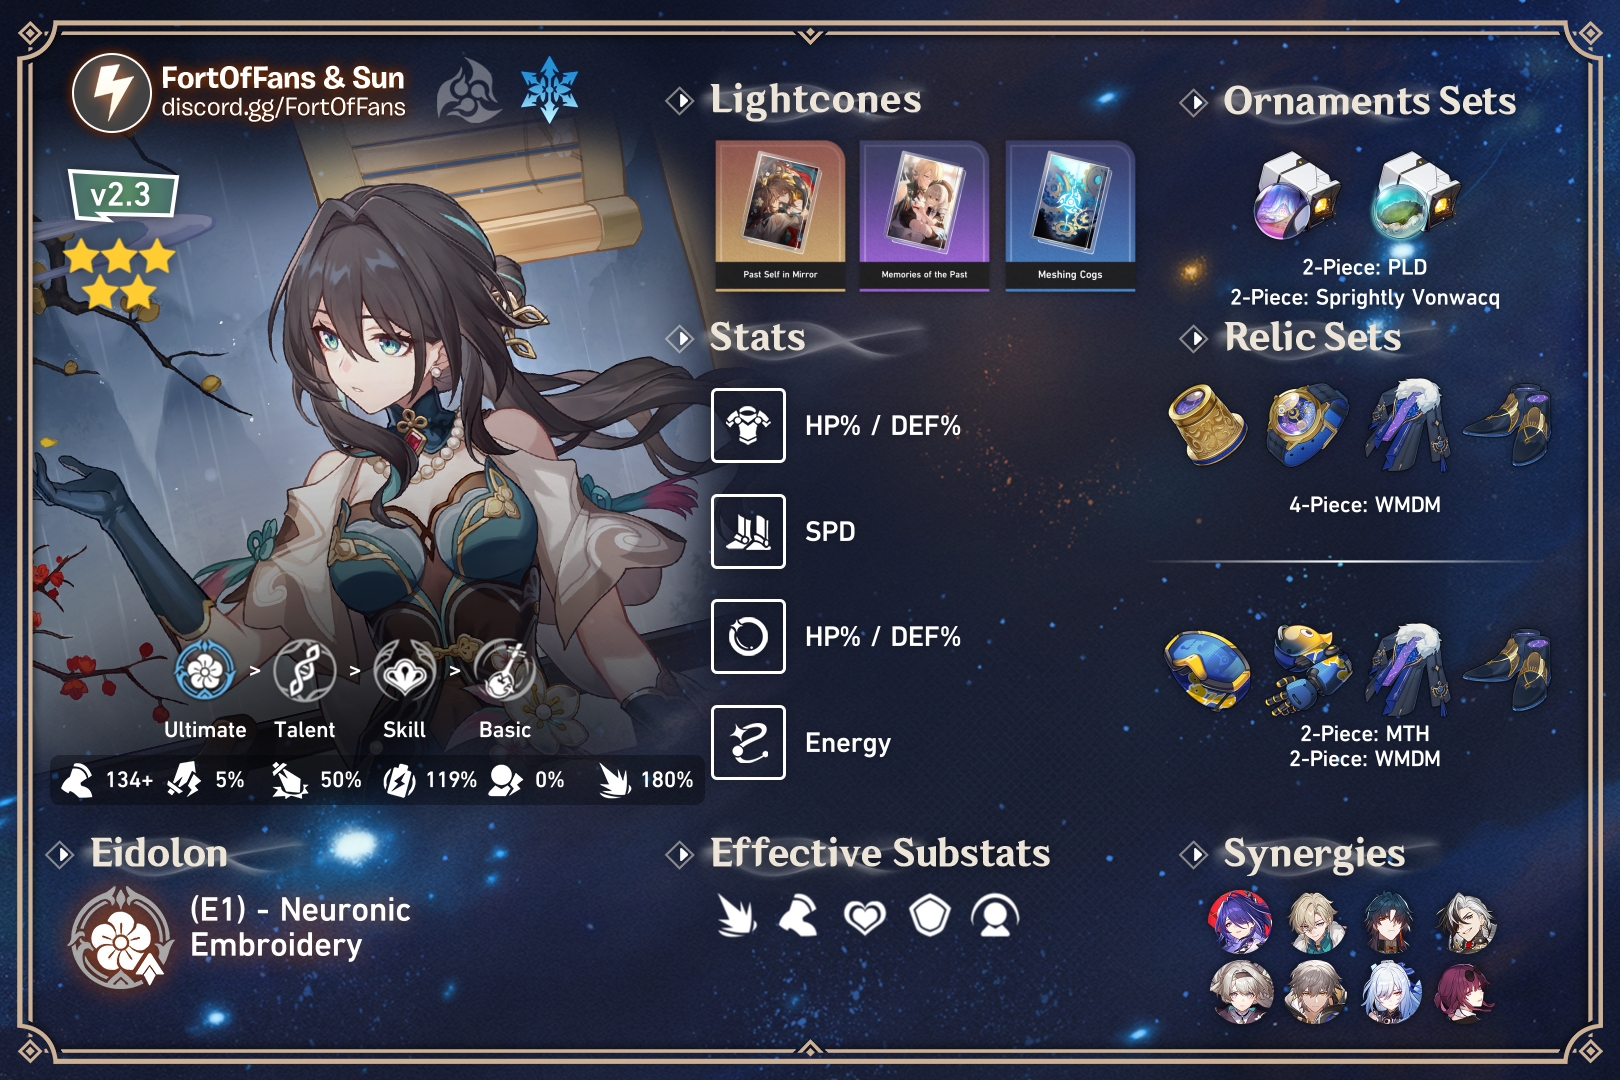 FortOfFans & Sun
discord.gg/FortOfFans
v2.3
Ultimate > Talent > Skill > Basic
134+ 5% 50% 119% 0% 180%
Eidolon
(E1) - Neuronic
Embroidery
Lightcones
Past Self in Mirror
Memories of the Past
Meshing Cogs
Stats
HP% / DEF%
SPD
HP% / DEF%
Energy
Effective Substats
Ornaments Sets
2-Piece: PLD
2-Piece: Sprightly Vonwacq
Relic Sets
4-Piece: WMDM
2-Piece: MTH
2-Piece: WMDM
Synergies